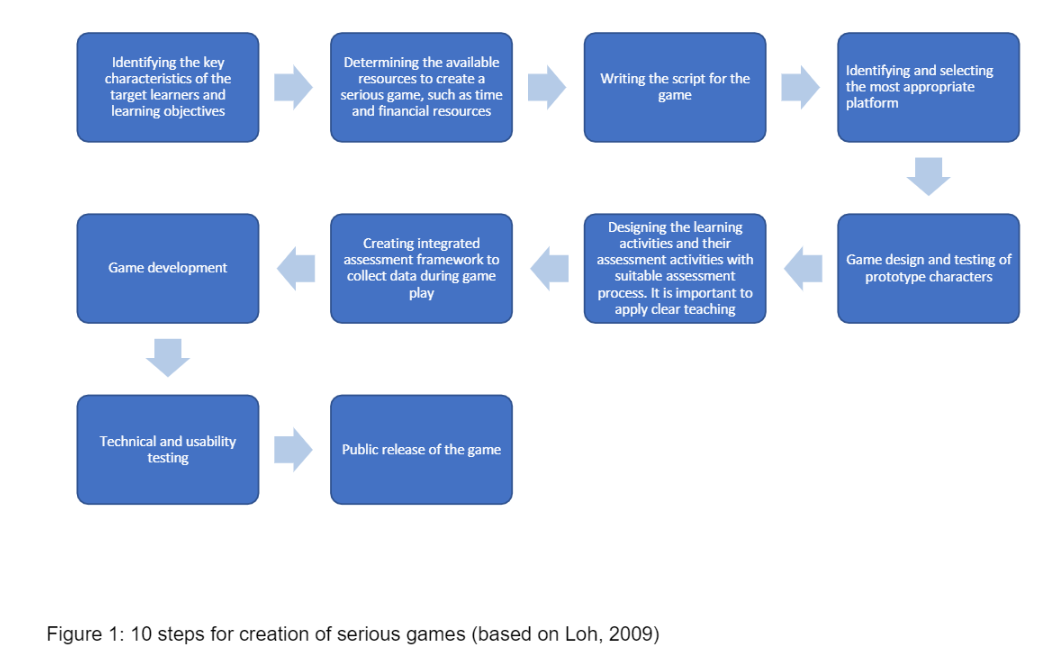 Identifying the key
characteristics of the
target learners and
learning objectives
Determining the available
resources to create a
serious game, such as time
and financial resources
Writing the script for the
game
Identifying and selecting
the most appropriate
platform
Game design and testing of
prototype characters
Designing the learning
activities and their
assessment activities with
suitable assessment
process. It is important to
apply clear teaching
Creating integrated
assessment framework to
collect data during game
play
Game development
Technical and usability
testing
Public release of the game
Figure 1: 10 steps for creation of serious games (based on Loh, 2009)